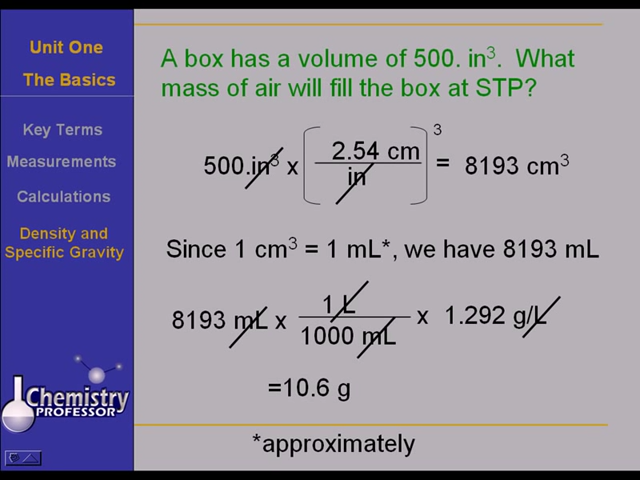 Unit One
The Basics
Key Terms
Measurements
Calculations
Density and
Specific Gravity
Chemistry
PROFESSOR
A box has a volume of 500. in³. What
mass of air will fill the box at STP?
500.in³ x (2.54 cm / in)³ = 8193 cm³
Since 1 cm³ = 1 mL*, we have 8193 mL
8193 mL x 1 L / 1000 mL x 1.292 g/L
=10.6 g
*approximately